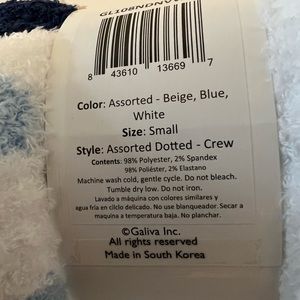 GL108NDNV
8 43610 13669 7
Color: Assorted - Beige, Blue,
White
Size: Small
Style: Assorted Dotted - Crew
Contents: 98% Polyester, 2% Spandex
98% Poliéster, 2% Elastano
Machine wash cold, gentle cycle. Do not bleach.
Tumble dry low. Do not iron.
Lavado a máquina con colores similares y
agua fria en ciclo delicado. No use blanqueador. Secar a
maquina a temperatura baja. No planchar.
©Galiva Inc.
All rights reserved
Made in South Korea